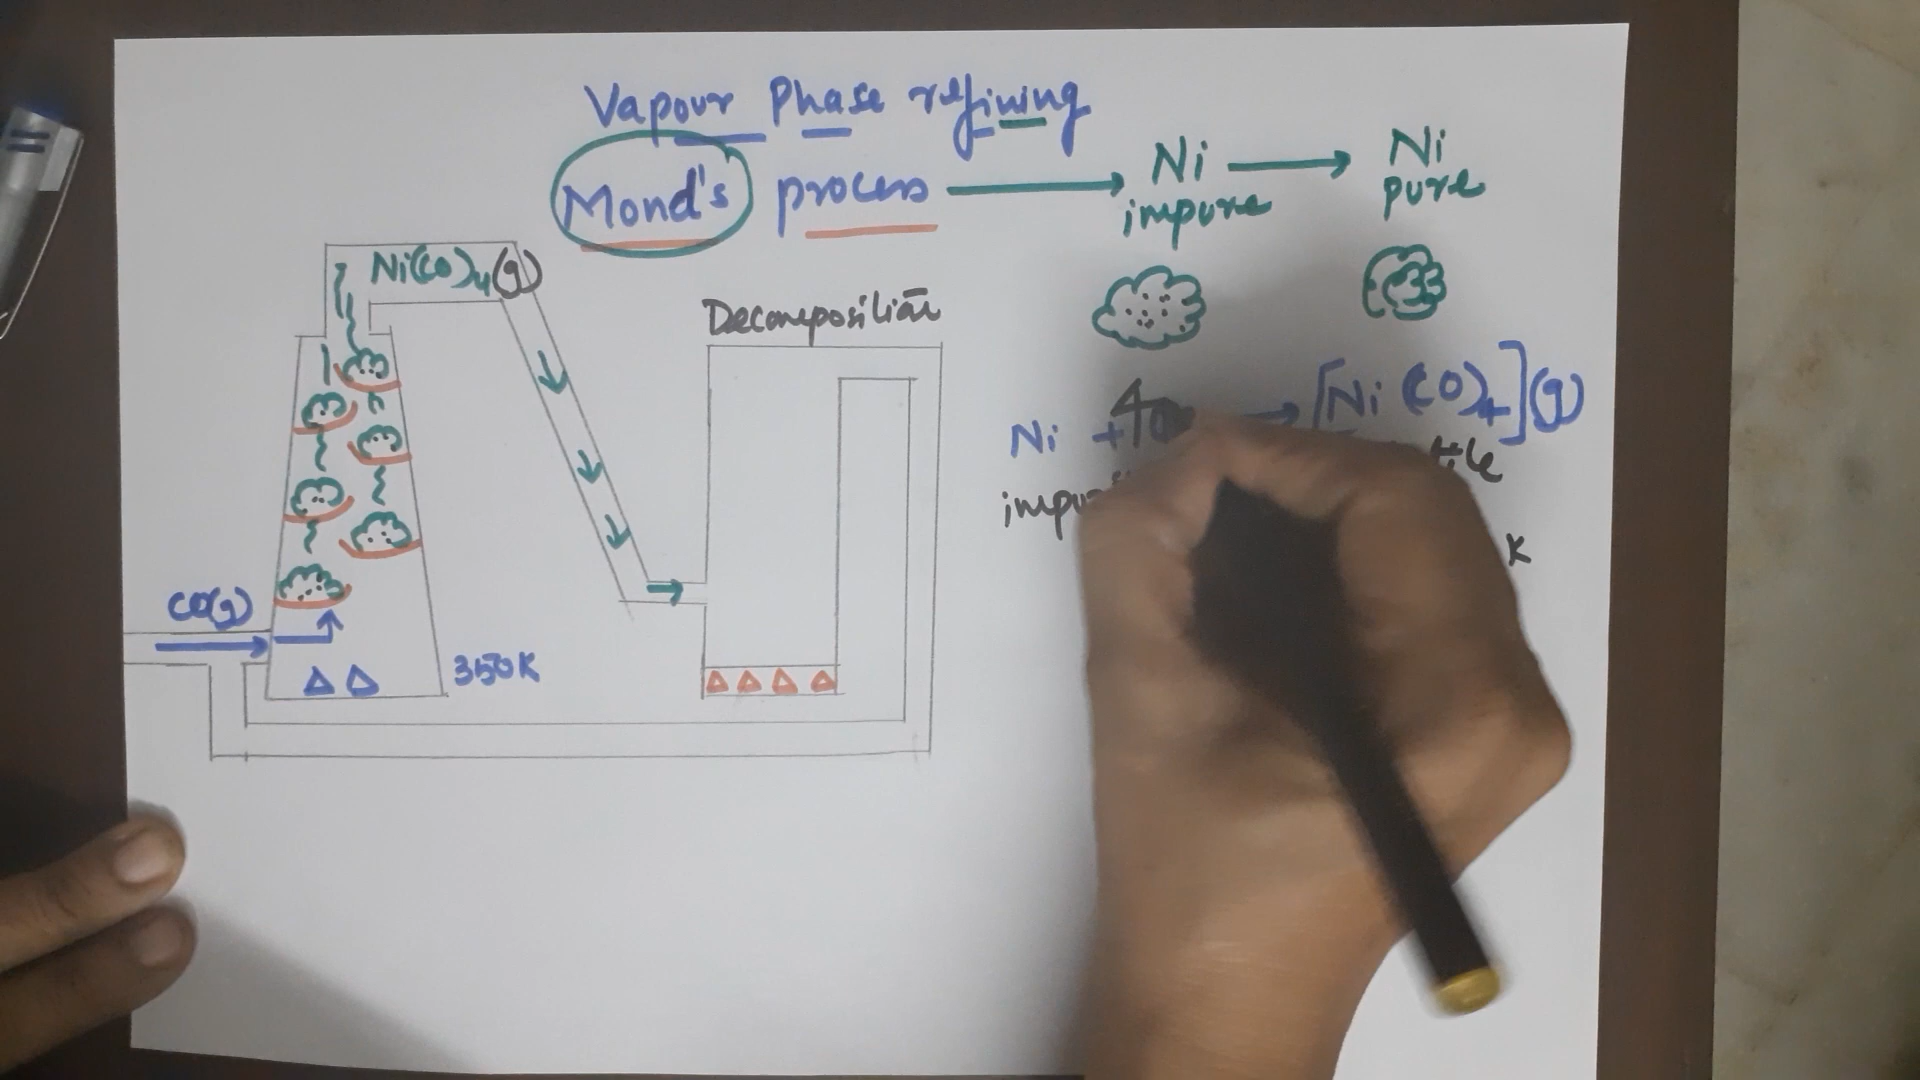 Vapour Phase refining
Mond's process → Ni → Ni
impure pure
Ni(CO)4(g)
Decomposition
Ni + → [Ni (CO)4](g)
K
CO(g)
350K